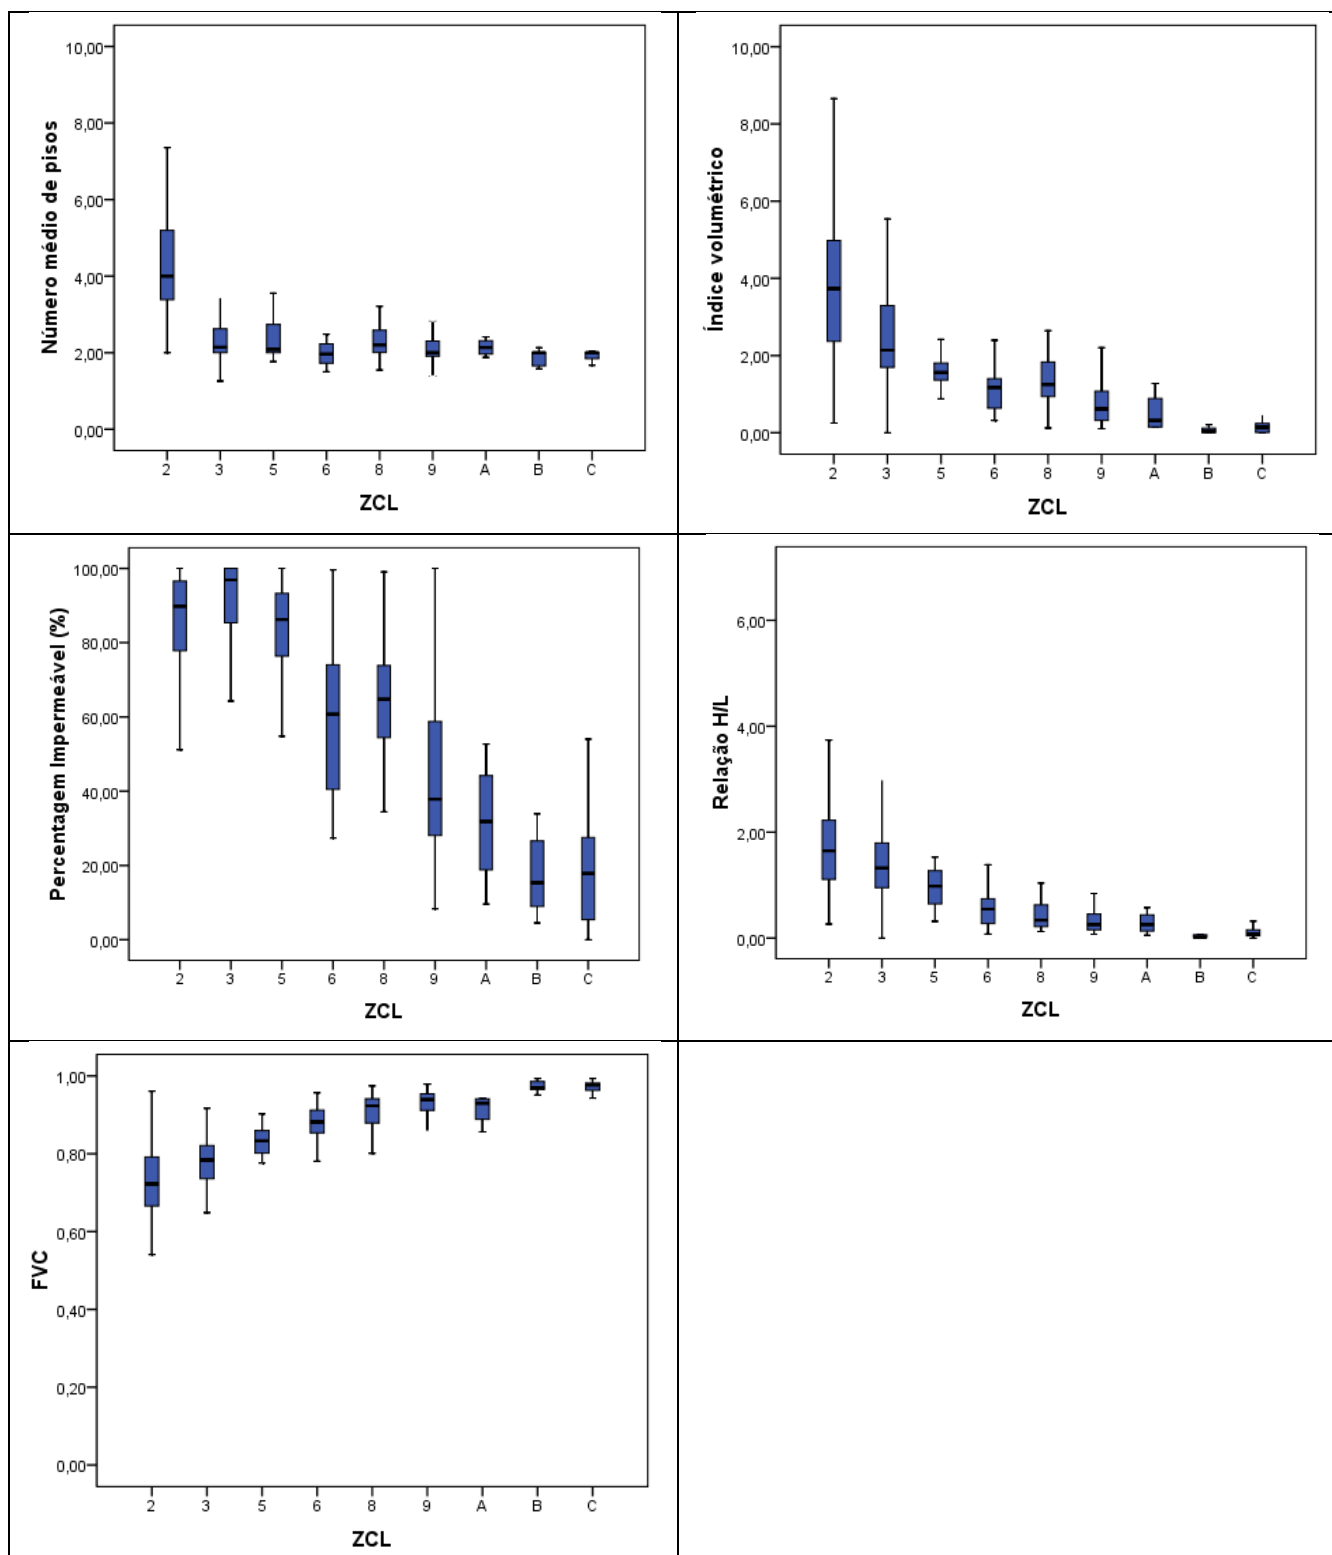 Número médio de pisos
10,00
8,00
6,00
4,00
2,00
0,00
2 3 5 6 8 9 A B C
ZCL
Índice volumétrico
10,00
8,00
6,00
4,00
2,00
0,00
2 3 5 6 8 9 A B C
ZCL
Percentagem Impermeável (%)
100,00
80,00
60,00
40,00
20,00
0,00
2 3 5 6 8 9 A B C
ZCL
Relação H/L
6,00
4,00
2,00
0,00
2 3 5 6 8 9 A B C
ZCL
FVC
1,00
0,80
0,60
0,40
0,20
0,00
2 3 5 6 8 9 A B C
ZCL